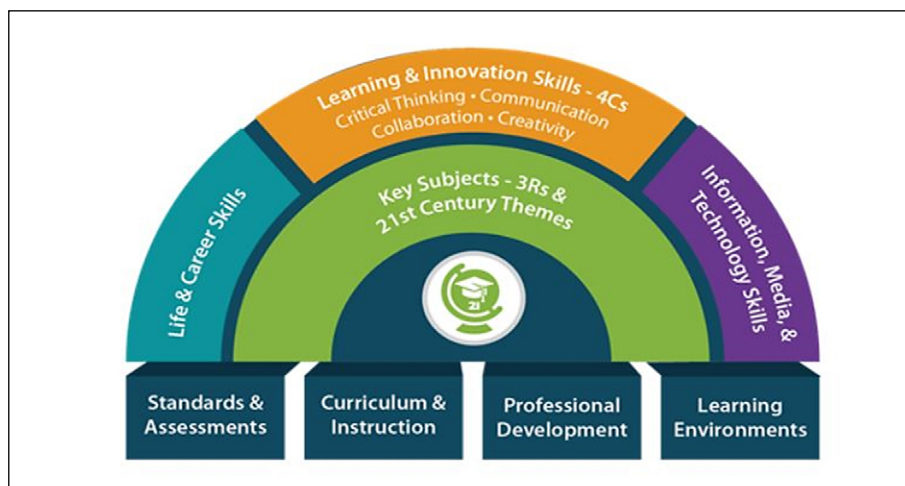 Learning & Innovation Skills - 4Cs
Critical Thinking • Communication
Collaboration • Creativity
Life & Career Skills
Key Subjects - 3Rs &
21st Century Themes
Information, Media, &
Technology Skills
21
Standards &
Assessments
Curriculum &
Instruction
Professional
Development
Learning
Environments